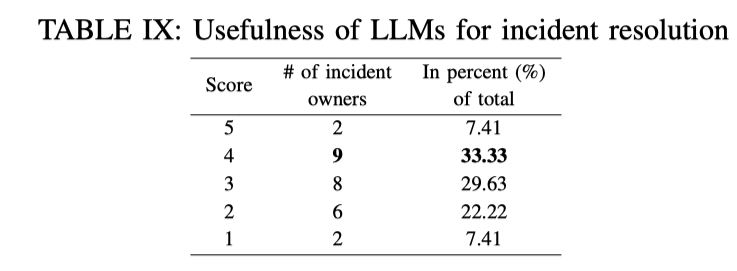 TABLE IX: Usefulness of LLMs for incident resolution
Score # of incident owners In percent (%) of total
5 2 7.41
4 9 33.33
3 8 29.63
2 6 22.22
1 2 7.41